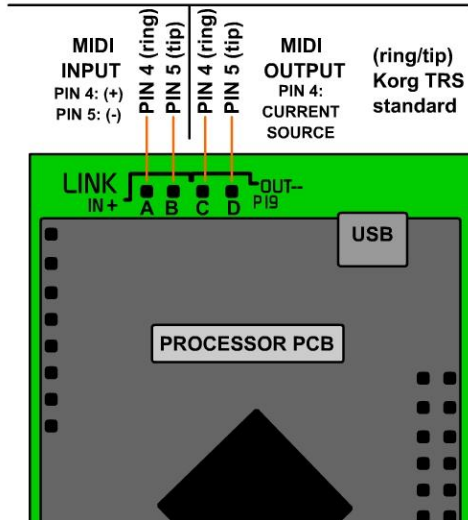 MIDI
INPUT
PIN 4: (+)
PIN 5: (-)
PIN 4 (ring)
PIN 5 (tip)
PIN 4 (ring)
PIN 5 (tip)
MIDI
OUTPUT
PIN 4:
CURRENT
SOURCE
(ring/tip)
Korg TRS
standard
LINK
IN +
OUT--
P19
A B C D
USB
PROCESSOR PCB